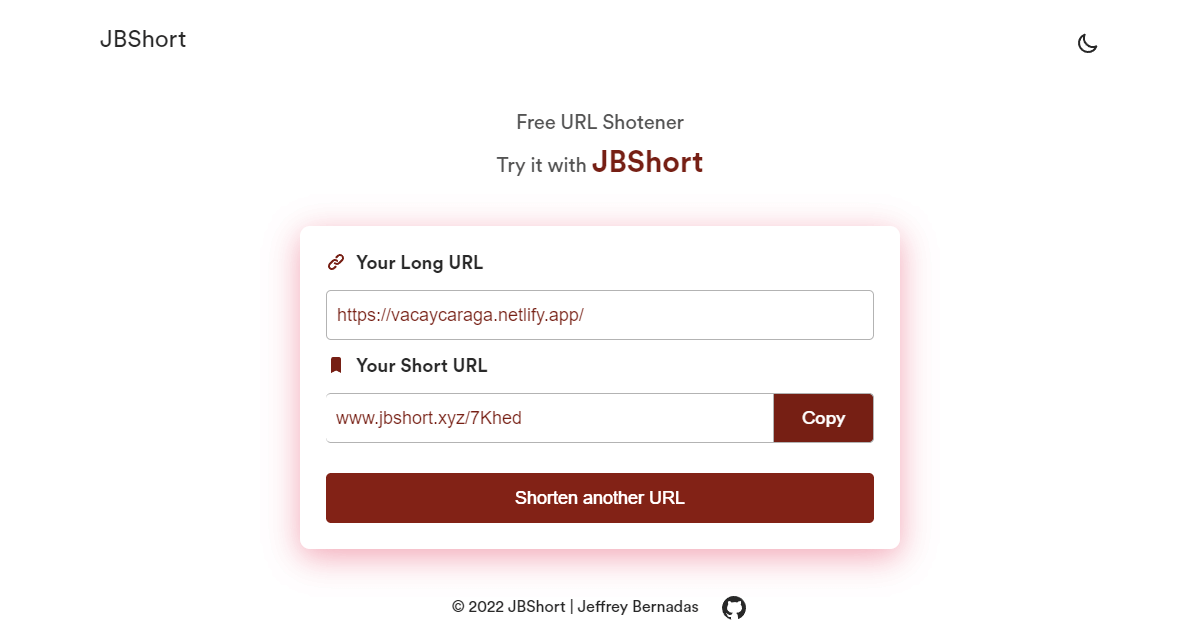 JBShort
Free URL Shotener
Try it with JBShort
Your Long URL
https://vacaycaraga.netlify.app/
Your Short URL
www.jbshort.xyz/7Khed
Copy
Shorten another URL
© 2022 JBShort | Jeffrey Bernadas